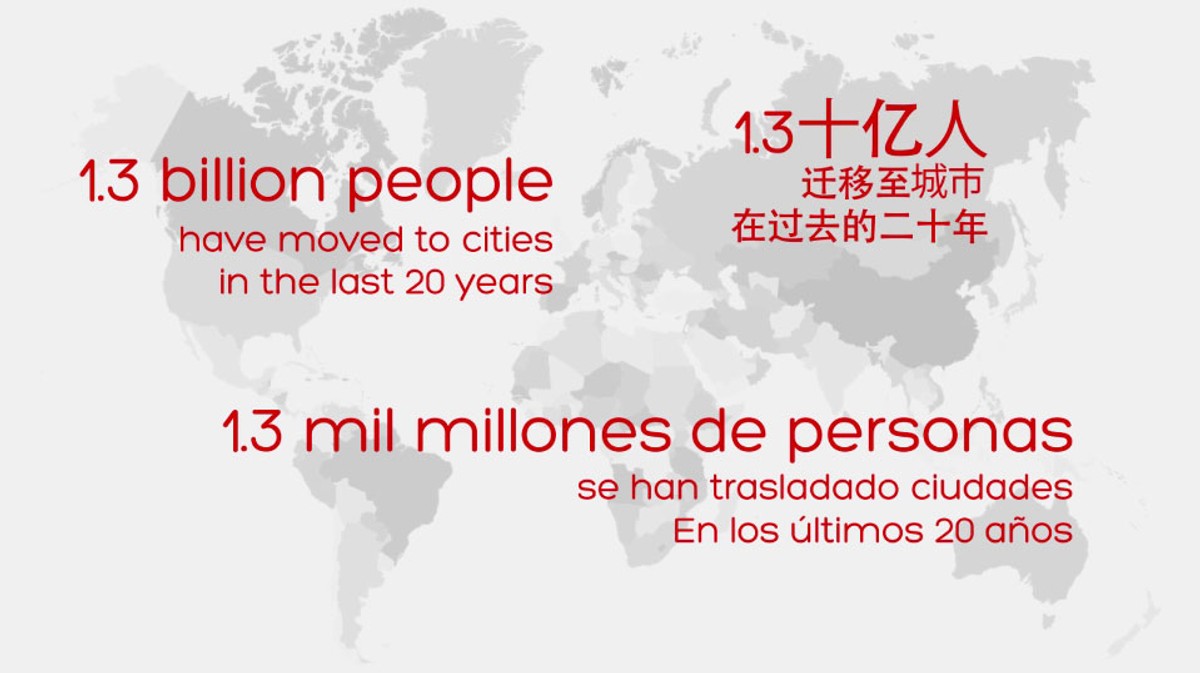 1.3 billion people
have moved to cities
in the last 20 years
1.3十亿人
迁移至城市
在过去的二十年
1.3 mil millones de personas
se han trasladado ciudades
En los últimos 20 años